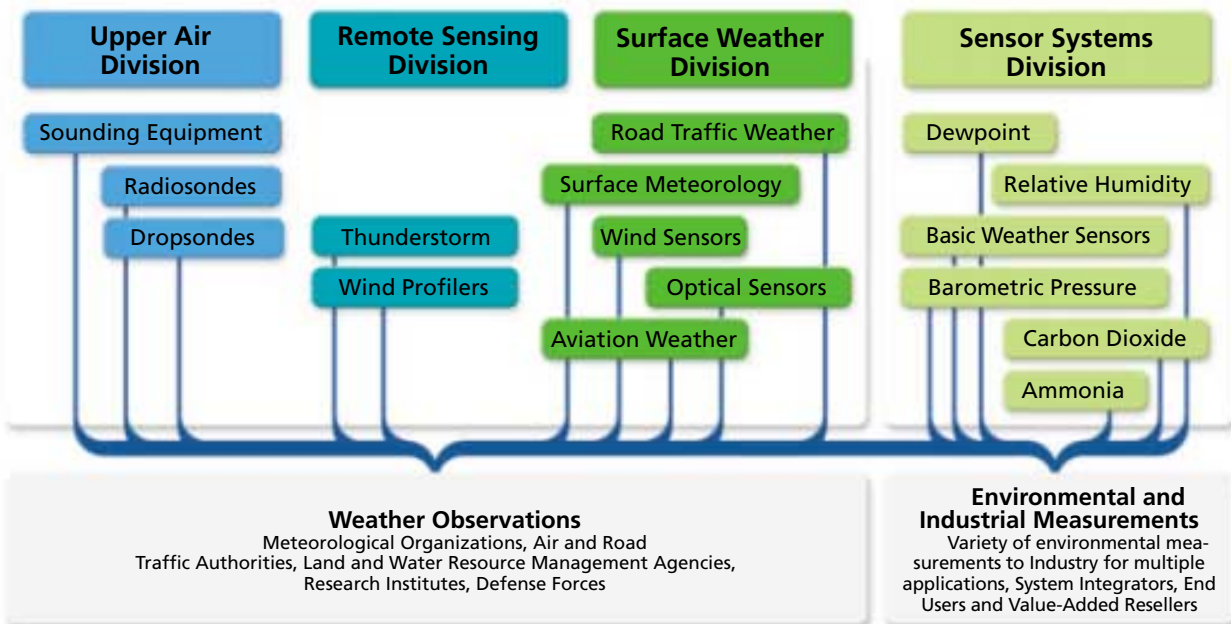 Upper Air
Division
Remote Sensing
Division
Surface Weather
Division
Sensor Systems
Division
Sounding Equipment
Radiosondes
Dropsondes
Thunderstorm
Wind Profilers
Road Traffic Weather
Surface Meteorology
Wind Sensors
Optical Sensors
Aviation Weather
Dewpoint
Relative Humidity
Basic Weather Sensors
Barometric Pressure
Carbon Dioxide
Ammonia
Weather Observations
Meteorological Organizations, Air and Road
Traffic Authorities, Land and Water Resource Management Agencies,
Research Institutes, Defense Forces
Environmental and
Industrial Measurements
Variety of environmental mea-
surements to Industry for multiple
applications, System Integrators, End
Users and Value-Added Resellers